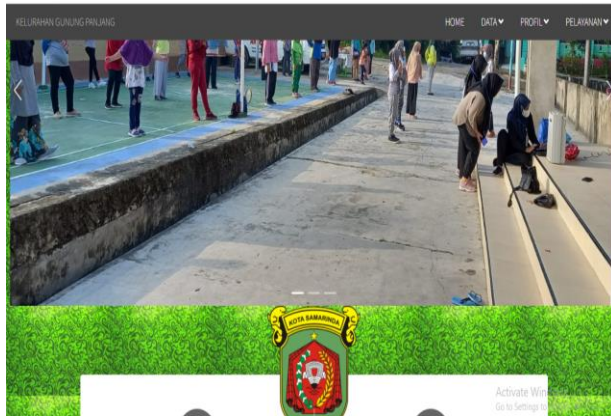 KELURAHAN GUNUNG PANJANG
HOME DATA PROFIL PELAYANAN
KOTA SAMARINDA
Activate Win
Go to Settings to